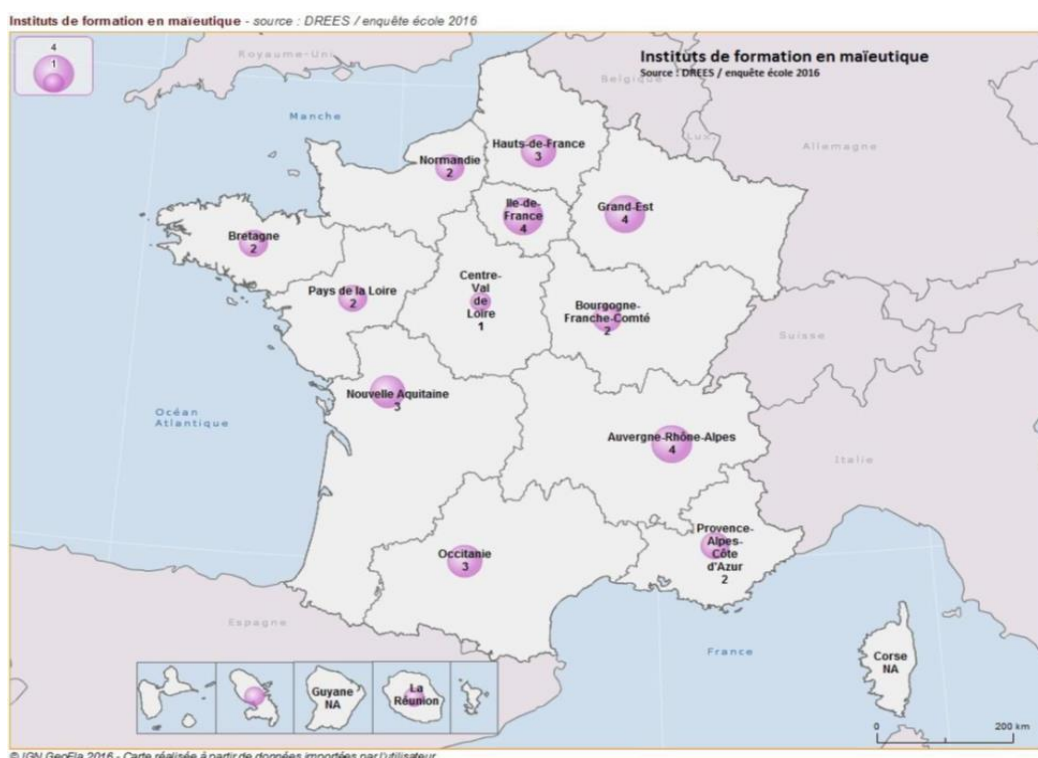 Instituts de formation en maïeutique - source : DREES / enquête école 2016
4
1
Instituts de formation en maïeutique
Source : DREES / enquête école 2016
Royaume-Uni
Belgique
Lux.
Allemagne
Manche
Hauts-de-France
3
Normandie
2
Ile-de-
France
4
Grand-Est
4
Bretagne
2
Pays de la Loire
2
Centre-
Val
de
Loire
1
Bourgogne-
Franche-Comté
2
Suisse
Nouvelle Aquitaine
3
Océan
Atlantique
Auvergne-Rhône-Alpes
4
Italie
Provence-
Alpes-
Côte
d'Azur
2
Occitanie
3
Espagne
France
Corse
NA
Guyane
NA
La
Réunion
0
200 km
© IGN GeoFla 2016 - Carte réalisée à partir de données importées par l'utilisateur